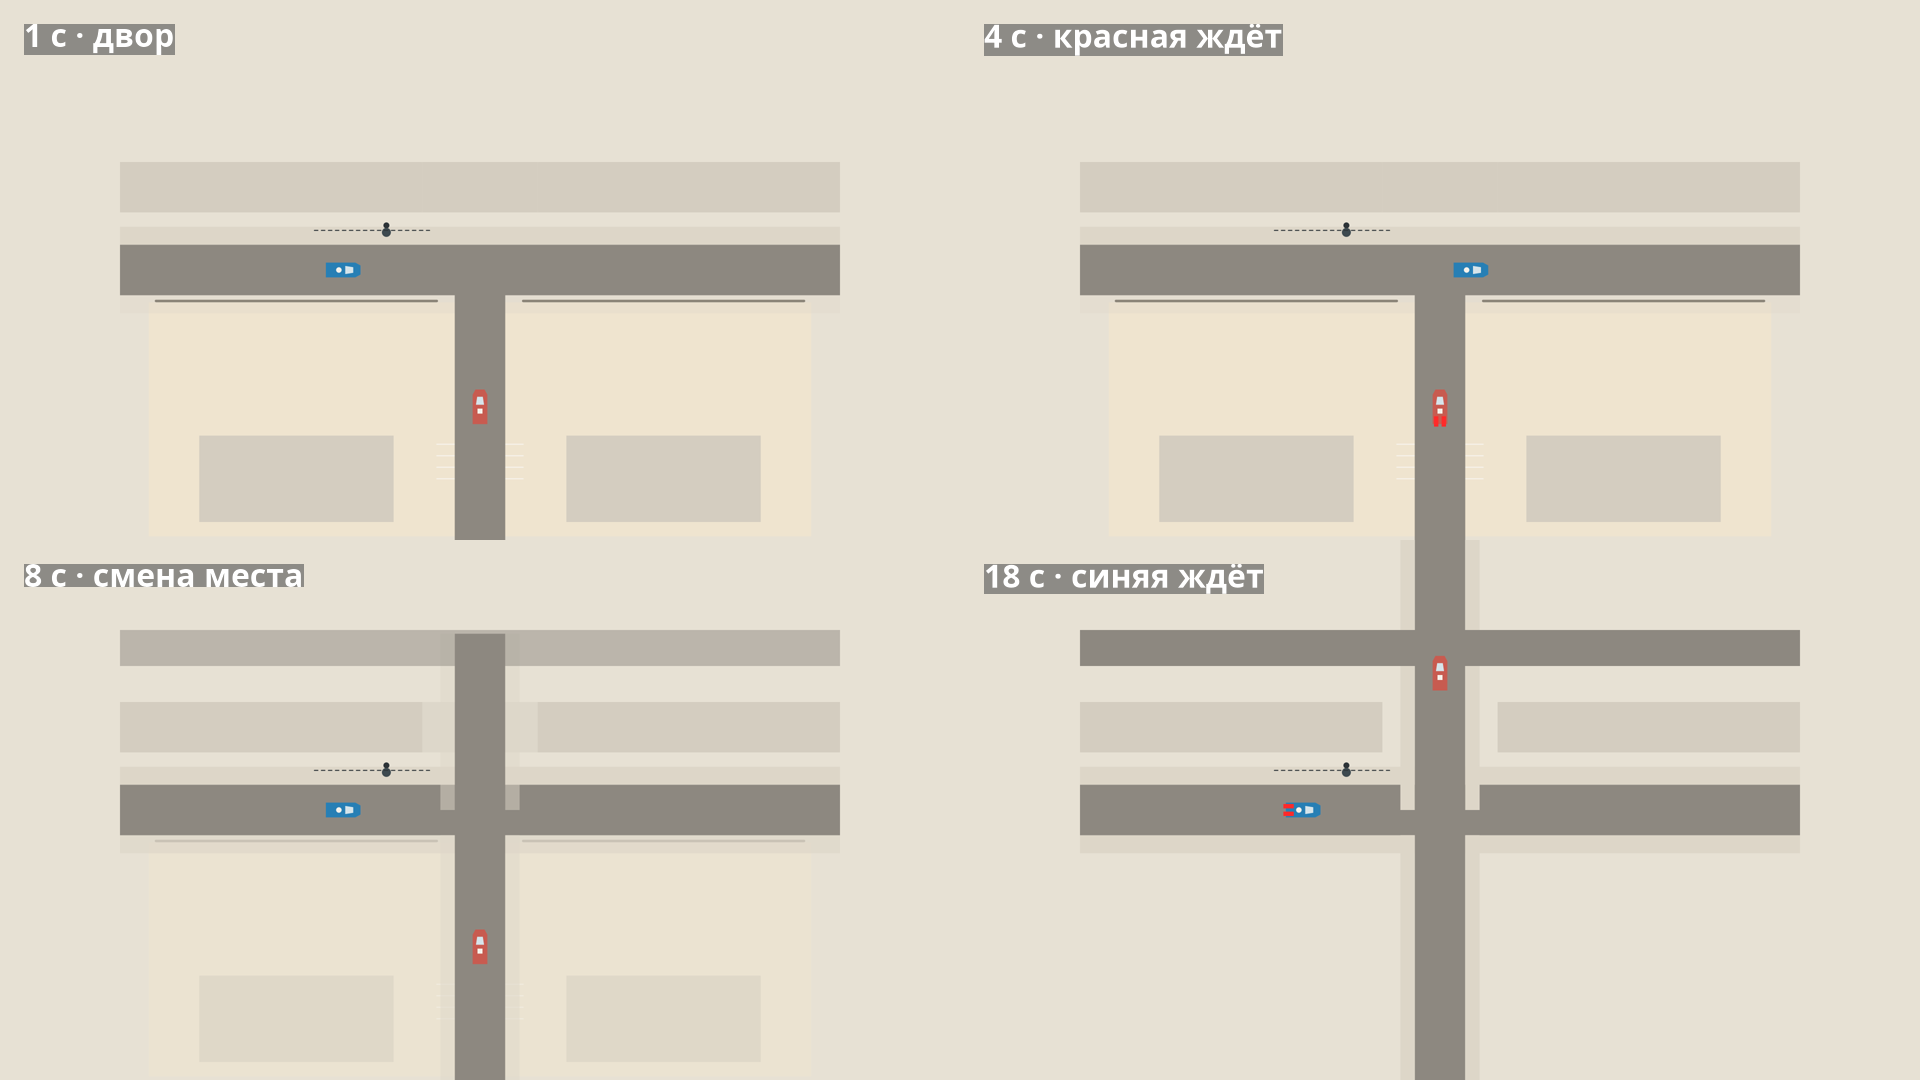 1 с · двор
4 с · красная ждёт
8 с · смена места
18 с · синяя ждёт